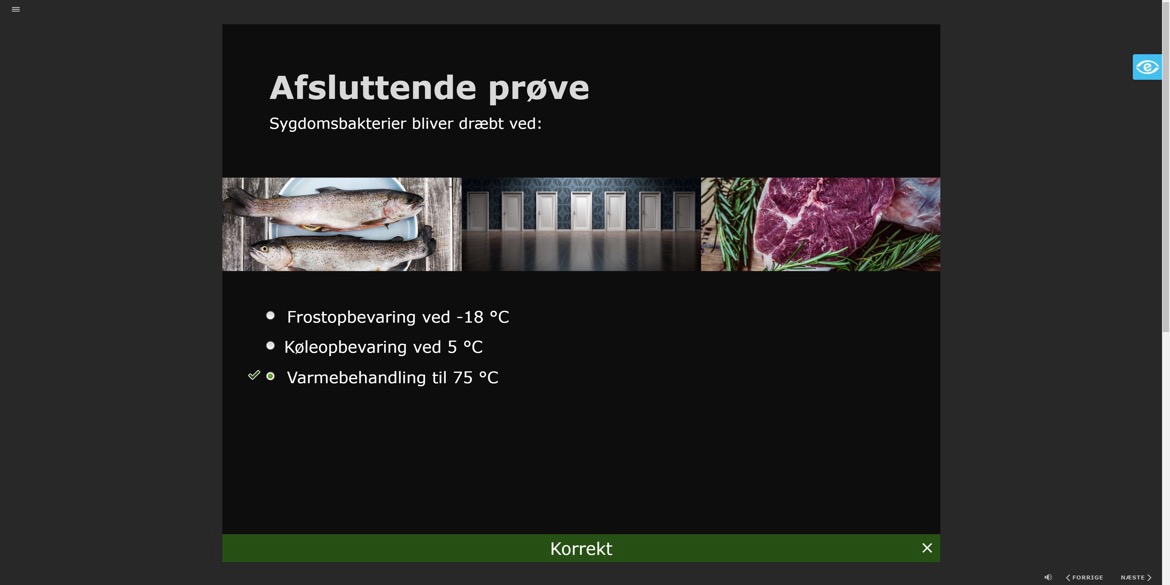 Afsluttende prøve
Sygdomsbakterier bliver dræbt ved:
Frostopbevaring ved -18 °C
Køleopbevaring ved 5 °C
Varmebehandling til 75 °C
Korrekt
FORRIGE NÆSTE